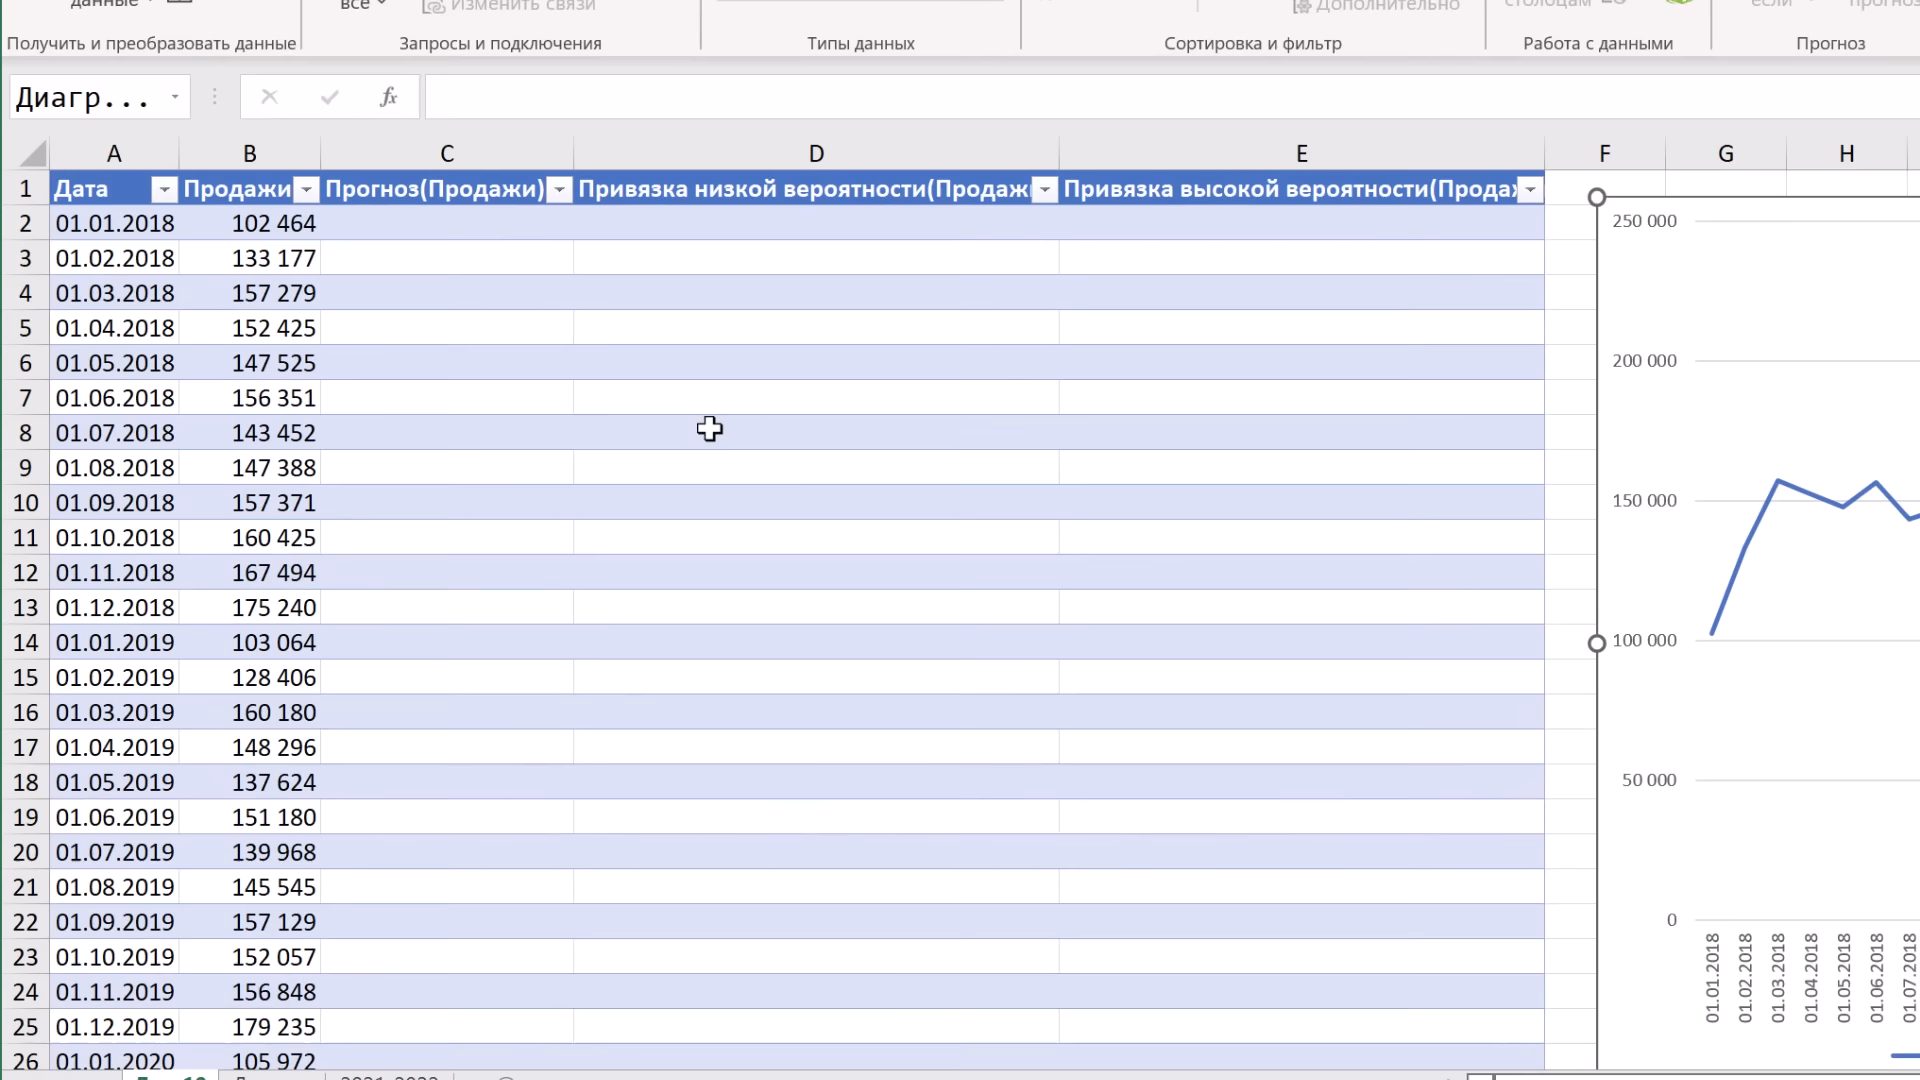 данные
все
Изменить связи
Дополнительно
столбцам
если
прогноз
Получить и преобразовать данные
Запросы и подключения
Типы данных
Сортировка и фильтр
Работа с данными
Прогноз
Диагр...
fx
A B C D E F G H
1 Дата Продажи Прогноз(Продажи) Привязка низкой вероятности(Продаж Привязка высокой вероятности(Прода
2 01.01.2018 102 464
3 01.02.2018 133 177
4 01.03.2018 157 279
5 01.04.2018 152 425
6 01.05.2018 147 525
7 01.06.2018 156 351
8 01.07.2018 143 452
9 01.08.2018 147 388
10 01.09.2018 157 371
11 01.10.2018 160 425
12 01.11.2018 167 494
13 01.12.2018 175 240
14 01.01.2019 103 064
15 01.02.2019 128 406
16 01.03.2019 160 180
17 01.04.2019 148 296
18 01.05.2019 137 624
19 01.06.2019 151 180
20 01.07.2019 139 968
21 01.08.2019 145 545
22 01.09.2019 157 129
23 01.10.2019 152 057
24 01.11.2019 156 848
25 01.12.2019 179 235
26 01.01.2020 105 972
250 000
200 000
150 000
100 000
50 000
0
01.01.2018
01.02.2018
01.03.2018
01.04.2018
01.05.2018
01.06.2018
01.07.2018